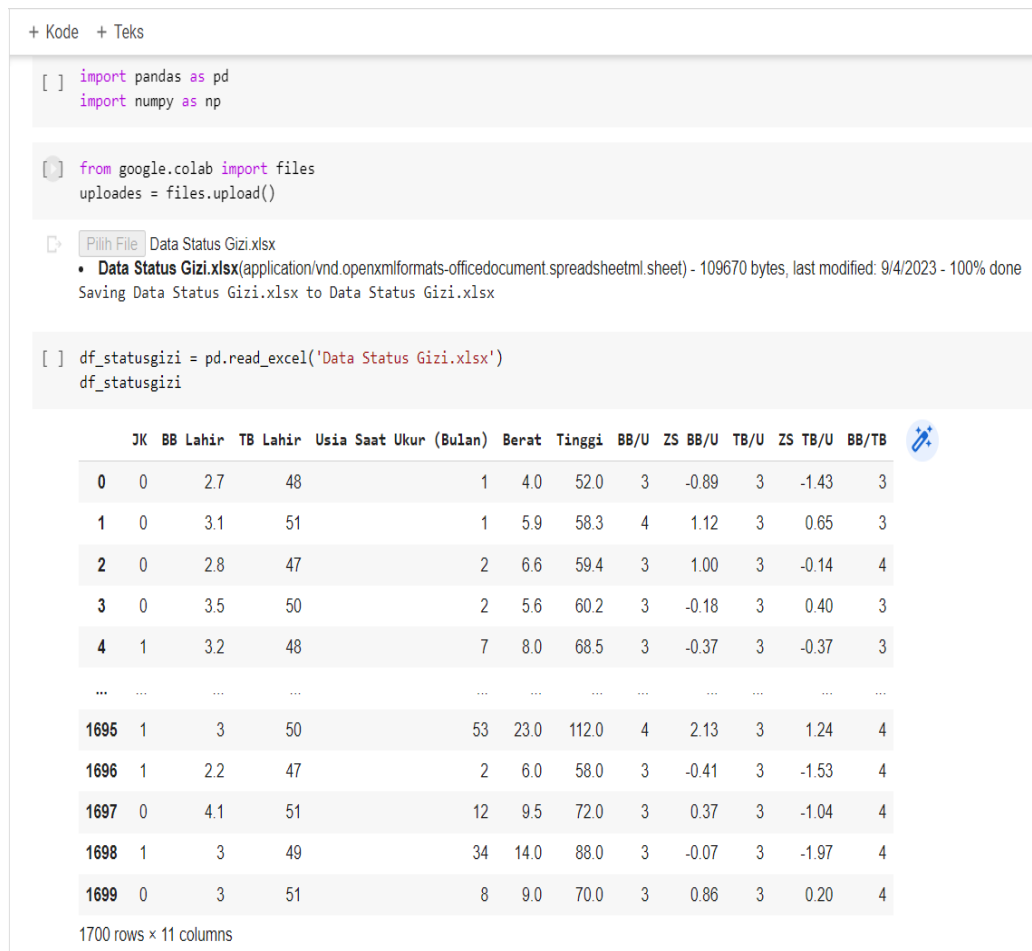 + Kode + Teks
[ ] import pandas as pd
import numpy as np
[ ] from google.colab import files
uploades = files.upload()
Pilih File Data Status Gizi.xlsx
• Data Status Gizi.xlsx(application/vnd.openxmlformats-officedocument.spreadsheetml.sheet) - 109670 bytes, last modified: 9/4/2023 - 100% done
Saving Data Status Gizi.xlsx to Data Status Gizi.xlsx
[ ] df_statusgizi = pd.read_excel('Data Status Gizi.xlsx')
df_statusgizi
JK BB Lahir TB Lahir Usia Saat Ukur (Bulan) Berat Tinggi BB/U ZS BB/U TB/U ZS TB/U BB/TB
0 0 2.7 48 1 4.0 52.0 3 -0.89 3 -1.43 3
1 0 3.1 51 1 5.9 58.3 4 1.12 3 0.65 3
2 0 2.8 47 2 6.6 59.4 3 1.00 3 -0.14 4
3 0 3.5 50 2 5.6 60.2 3 -0.18 3 0.40 3
4 1 3.2 48 7 8.0 68.5 3 -0.37 3 -0.37 3
... ... ... ... ... ... ... ... ... ... ... ...
1695 1 3 50 53 23.0 112.0 4 2.13 3 1.24 4
1696 1 2.2 47 2 6.0 58.0 3 -0.41 3 -1.53 4
1697 0 4.1 51 12 9.5 72.0 3 0.37 3 -1.04 4
1698 1 3 49 34 14.0 88.0 3 -0.07 3 -1.97 4
1699 0 3 51 8 9.0 70.0 3 0.86 3 0.20 4
1700 rows × 11 columns